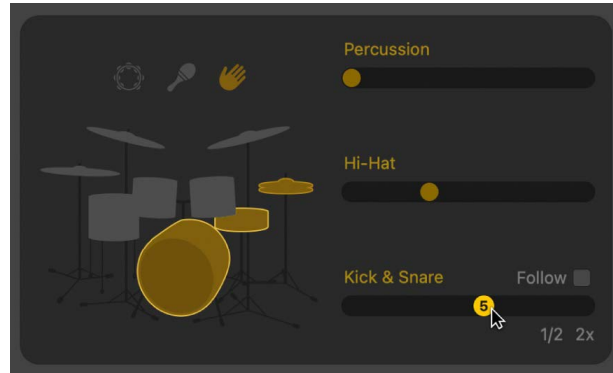 Percussion
Hi-Hat
Kick & Snare
Follow
5
1/2 2x